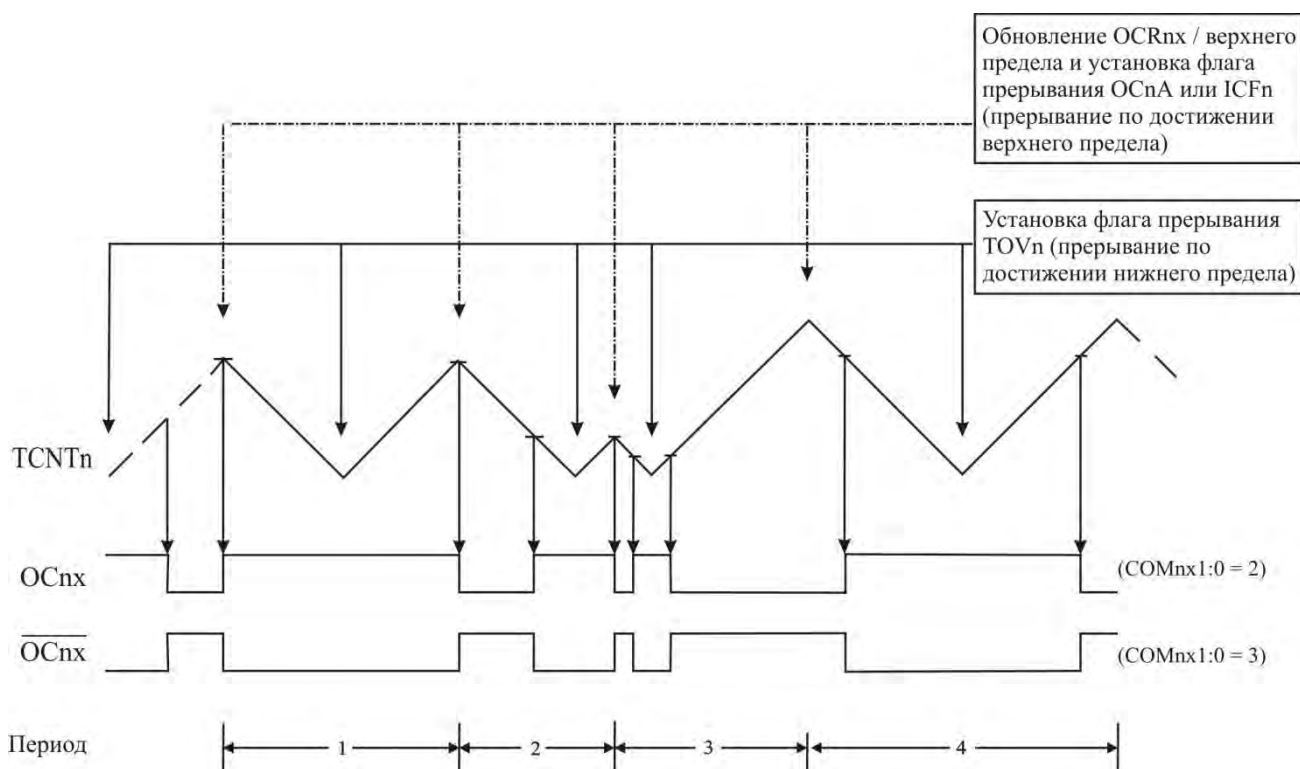 Обновление OCRnx / верхнего
предела и установка флага
прерывания OCnA или ICFn
(прерывание по достижении
верхнего предела)
Установка флага прерывания
TOVn (прерывание по
достижении нижнего предела)
TCNTn
OCnx
(COMnx1:0 = 2)
OCnx
(COMnx1:0 = 3)
Период
1
2
3
4